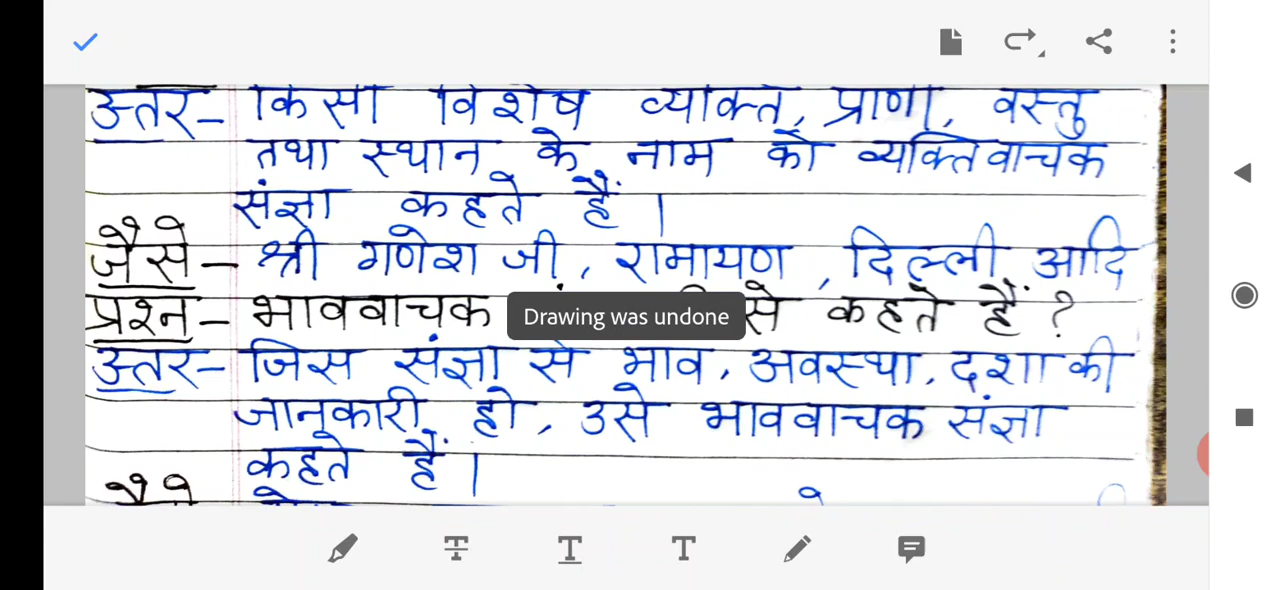 उत्तर- किसी विशेष व्यक्ति, प्राणी, वस्तु
तथा स्थान के नाम को व्यक्तिवाचक
संज्ञा कहते हैं।
जैसे- श्री गणेश जी, रामायण, दिल्ली आदि
प्रश्न- भाववाचक से कहते हैं?
Drawing was undone
उत्तर- जिस संज्ञा से भाव, अवस्था, दशा की
जानकारी हो, उसे भाववाचक संज्ञा
कहते हैं।